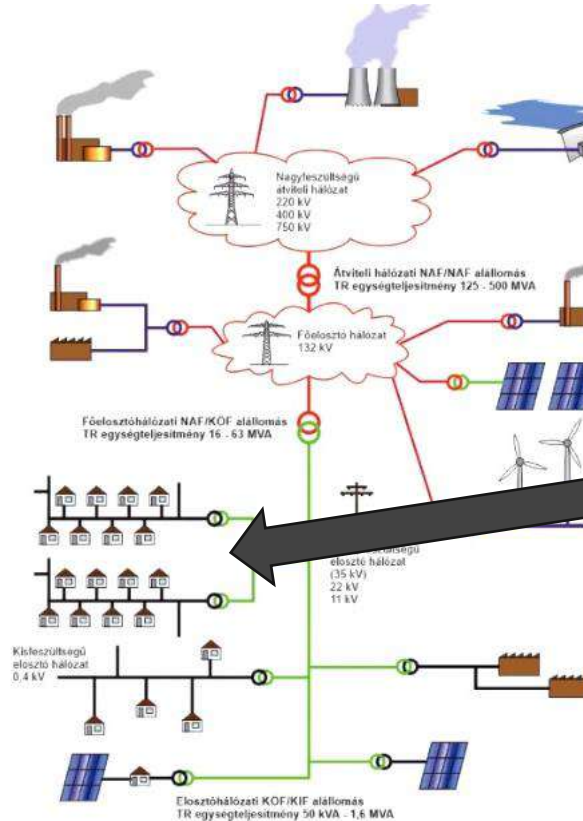 Nagyfeszültségű
átviteli hálózat
220 kV
400 kV
750 kV
Átviteli hálózati NAF/NAF alállomás
TR egységteljesítmény 125 - 500 MVA
Főelosztó hálózat
132 kV
Főelosztóhálózati NAF/KÖF alállomás
TR egységteljesítmény 16 - 63 MVA
elosztó hálózat
(35 kV)
22 kV
11 kV
Kisfeszültségű
elosztó hálózat
0,4 kV
Elosztóhálózati KÖF/KIF alállomás
TR egységteljesítmény 50 kVA - 1,6 MVA